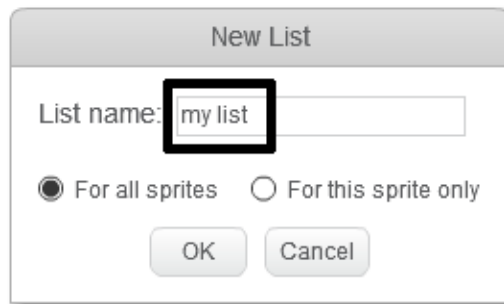 New List
List name: my list
For all sprites For this sprite only
OK Cancel